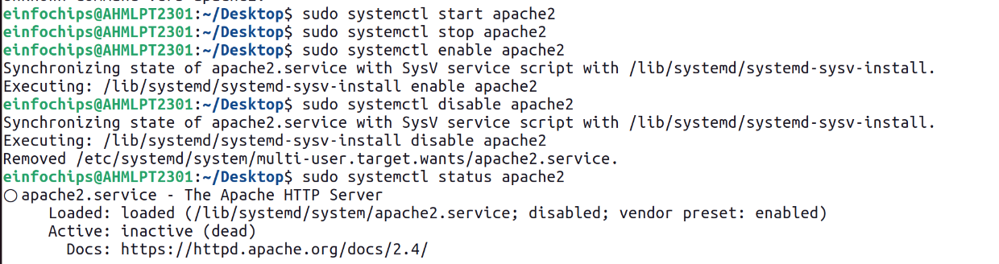 einfochips@AHMLPT2301:~/Desktop$ sudo systemctl start apache2
einfochips@AHMLPT2301:~/Desktop$ sudo systemctl stop apache2
einfochips@AHMLPT2301:~/Desktop$ sudo systemctl enable apache2
Synchronizing state of apache2.service with SysV service script with /lib/systemd/systemd-sysv-install.
Executing: /lib/systemd/systemd-sysv-install enable apache2
einfochips@AHMLPT2301:~/Desktop$ sudo systemctl disable apache2
Synchronizing state of apache2.service with SysV service script with /lib/systemd/systemd-sysv-install.
Executing: /lib/systemd/systemd-sysv-install disable apache2
Removed /etc/systemd/system/multi-user.target.wants/apache2.service.
einfochips@AHMLPT2301:~/Desktop$ sudo systemctl status apache2
○ apache2.service - The Apache HTTP Server
     Loaded: loaded (/lib/systemd/system/apache2.service; disabled; vendor preset: enabled)
     Active: inactive (dead)
       Docs: https://httpd.apache.org/docs/2.4/